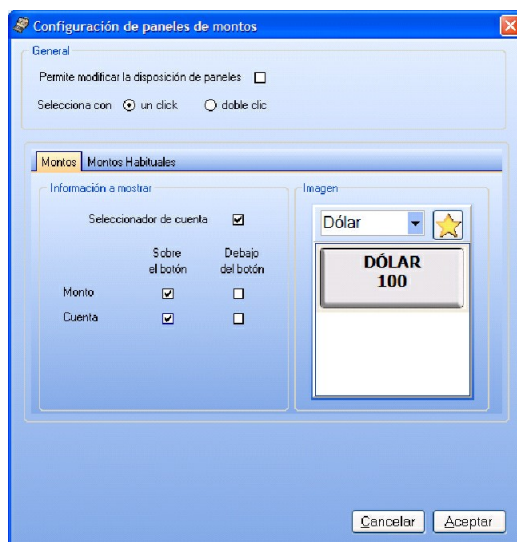 Configuración de paneles de montos
General
Permite modificar la disposición de paneles
Selecciona con un click doble clic
Montos Montos Habituales
Información a mostrar
Seleccionador de cuenta
Sobre el botón
Debajo del botón
Monto
Cuenta
Imagen
Dólar
DÓLAR
100
Cancelar Aceptar